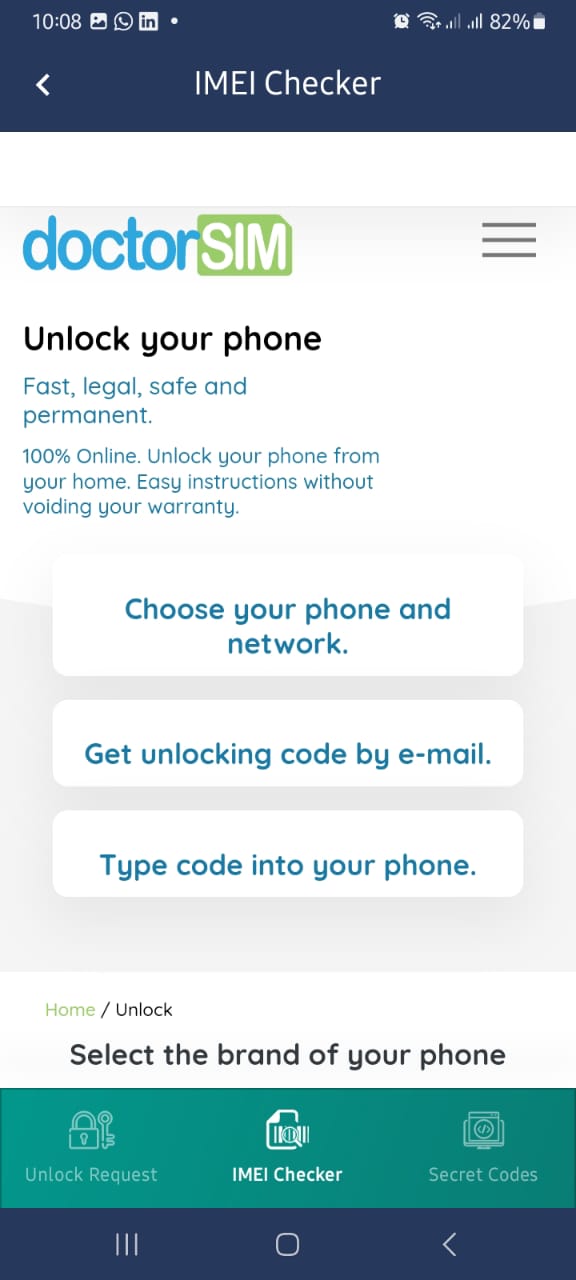 10:08 82%
IMEI Checker
doctorSIM
Unlock your phone
Fast, legal, safe and
permanent.
100% Online. Unlock your phone from
your home. Easy instructions without
voiding your warranty.
Choose your phone and
network.
Get unlocking code by e-mail.
Type code into your phone.
Home / Unlock
Select the brand of your phone
Unlock Request IMEI Checker Secret Codes